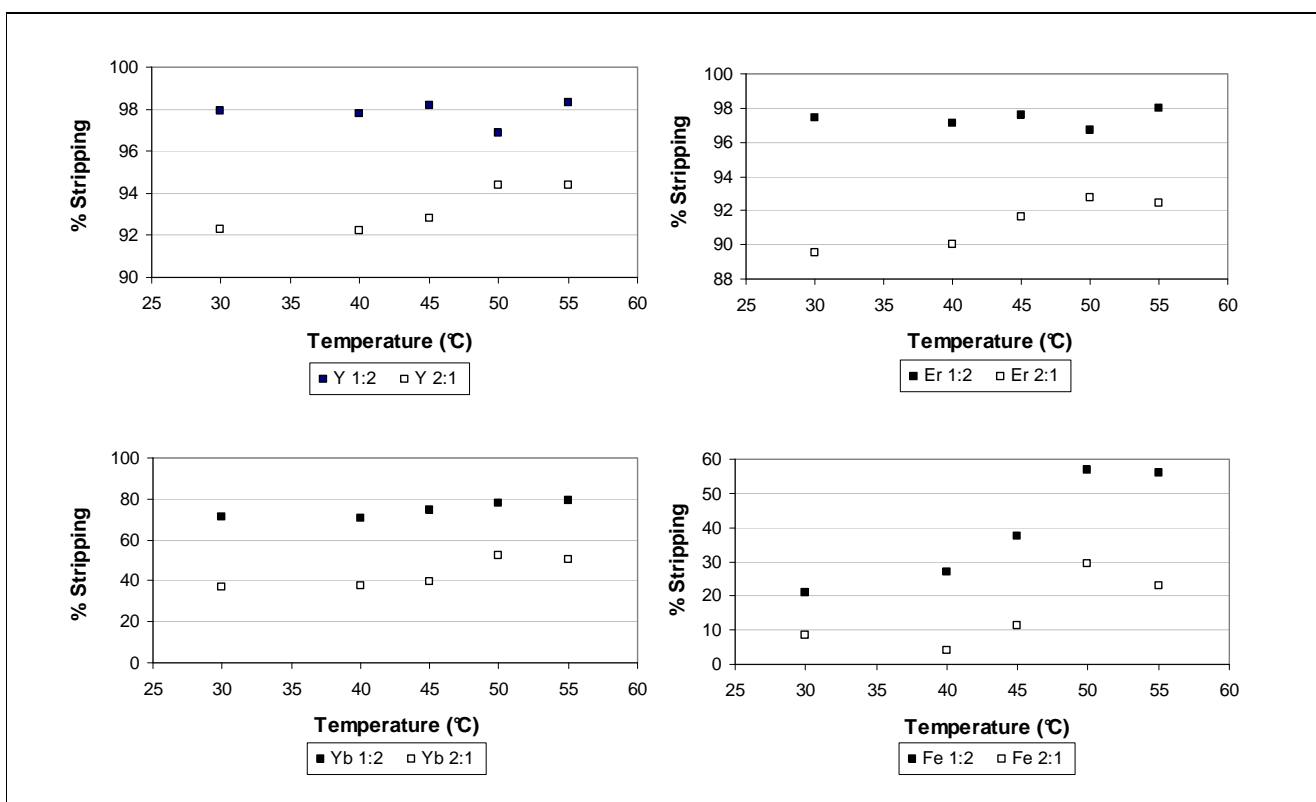 100
98
96
94
92
90
% Stripping
25 30 35 40 45 50 55 60
Temperature (°C)
Y 1:2 Y 2:1
100
98
96
94
92
90
88
% Stripping
25 30 35 40 45 50 55 60
Temperature (°C)
Er 1:2 Er 2:1
100
80
60
40
20
0
% Stripping
25 30 35 40 45 50 55 60
Temperature (°C)
Yb 1:2 Yb 2:1
60
50
40
30
20
10
0
% Stripping
25 30 35 40 45 50 55 60
Temperature (°C)
Fe 1:2 Fe 2:1